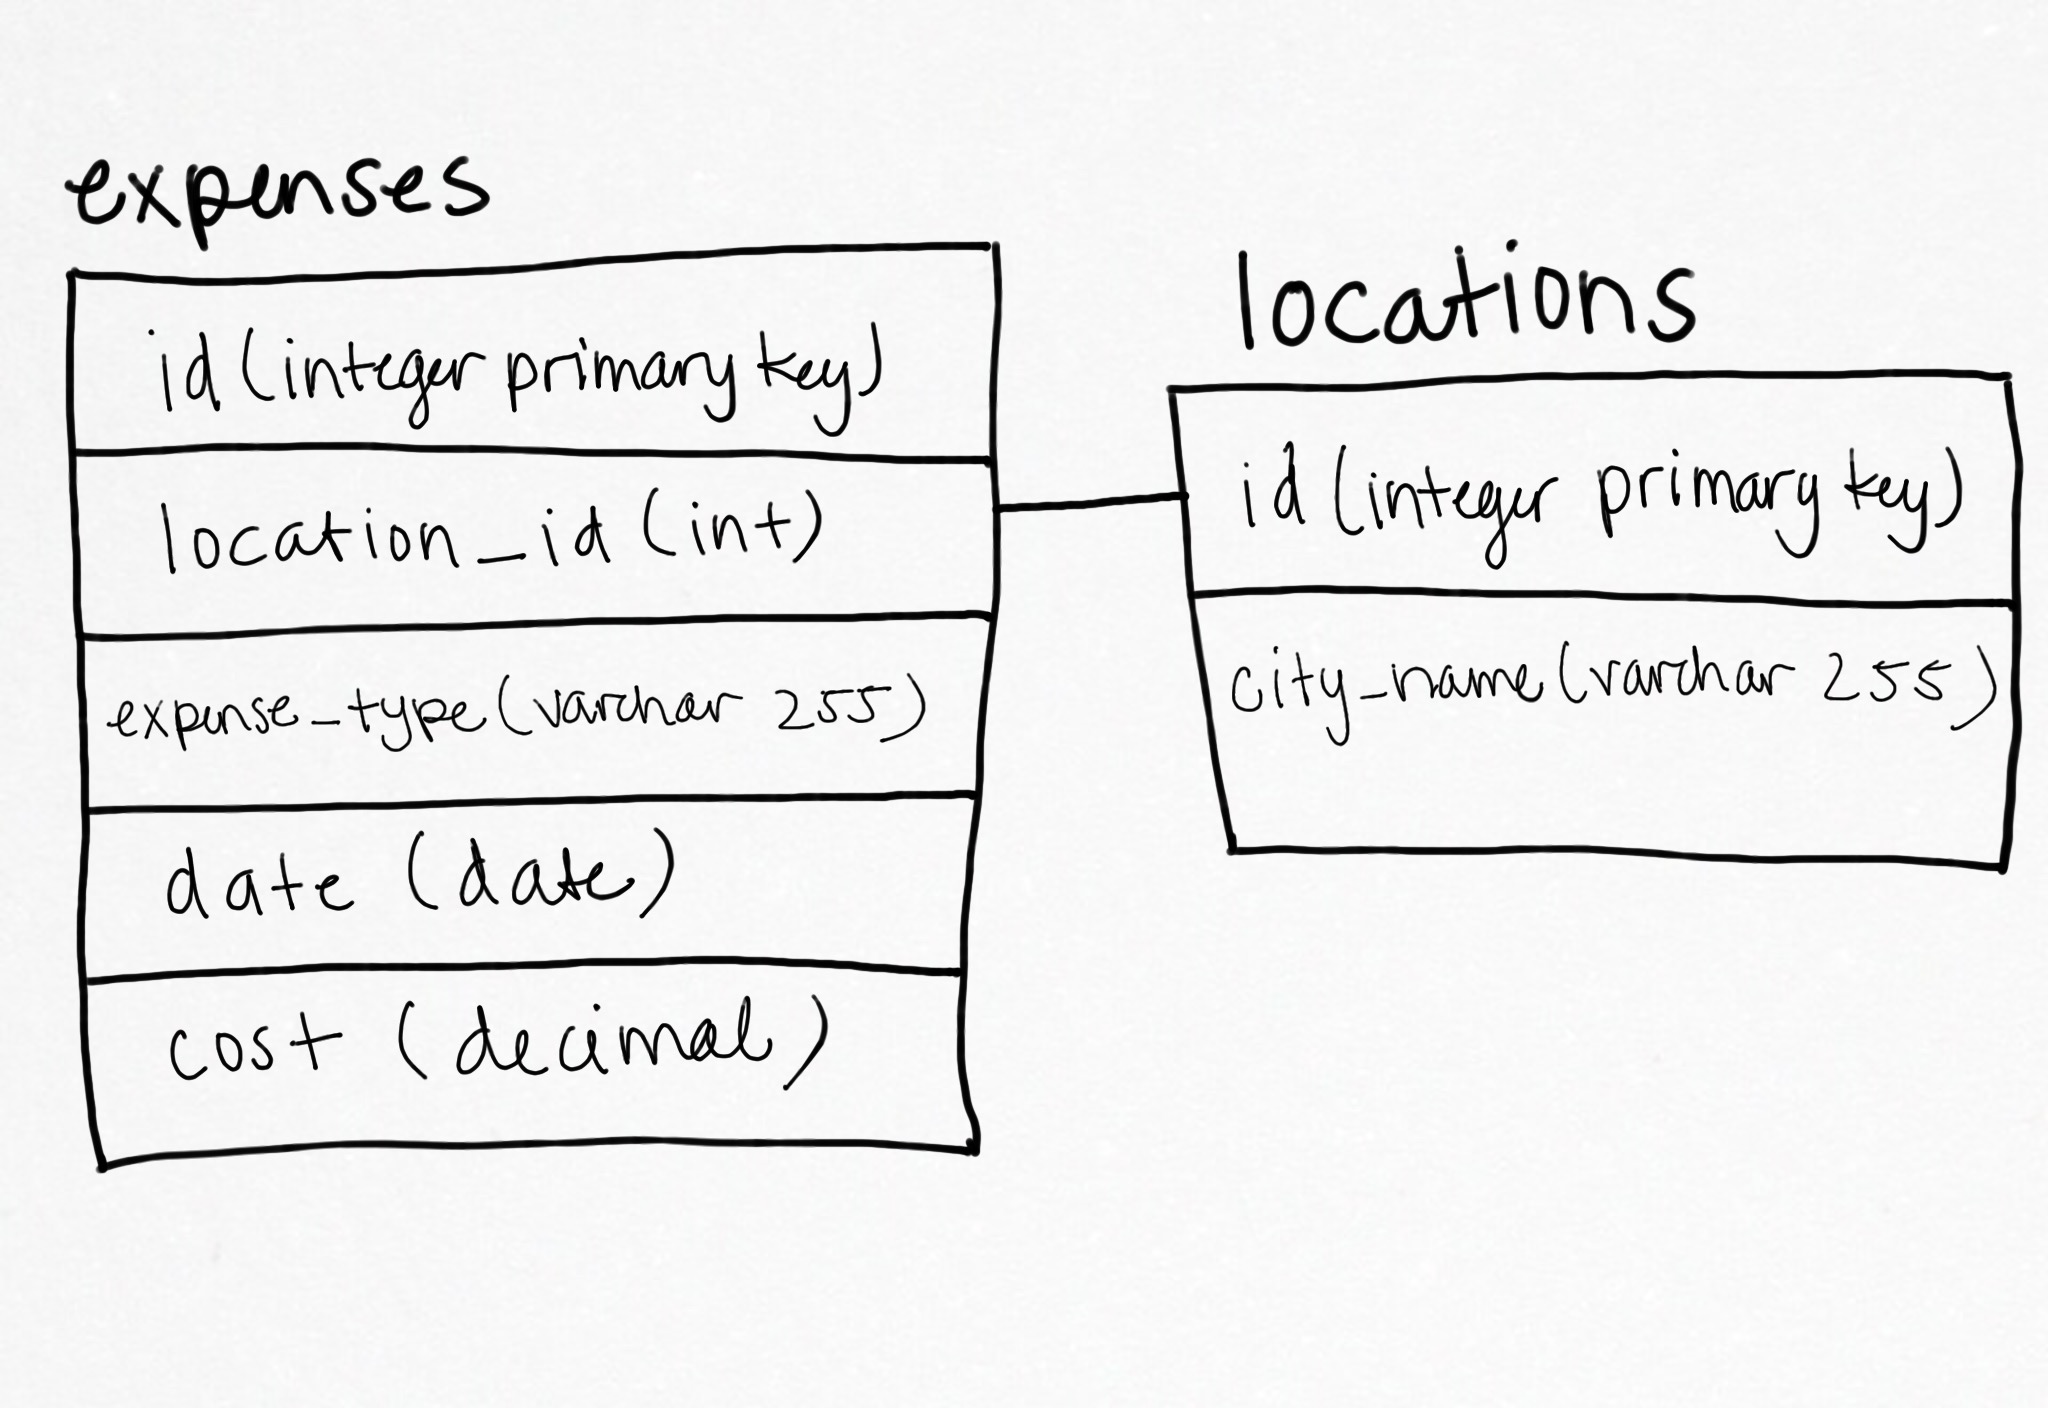 expenses
id (integer primary key)
location_id (int)
expense_type (varchar 255)
date (date)
cost (decimal)
locations
id (integer primary key)
city_name (varchar 255)